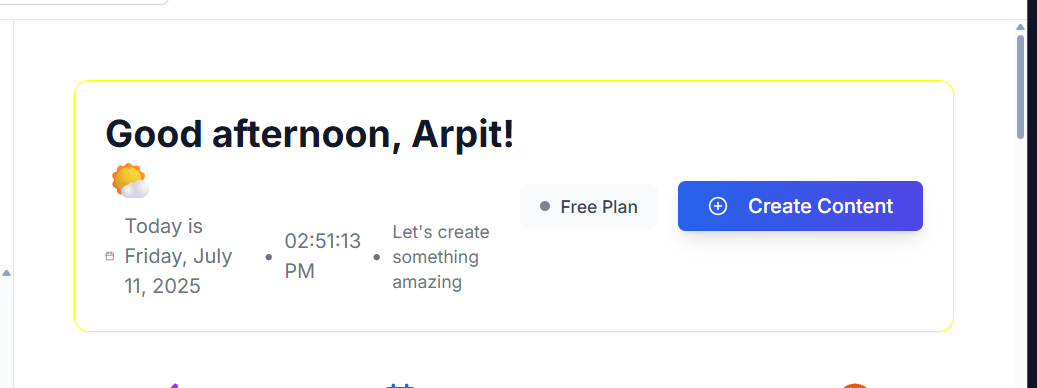 Good afternoon, Arpit!
Today is
Friday, July
11, 2025
02:51:13
PM
Let's create
something
amazing
Free Plan
Create Content